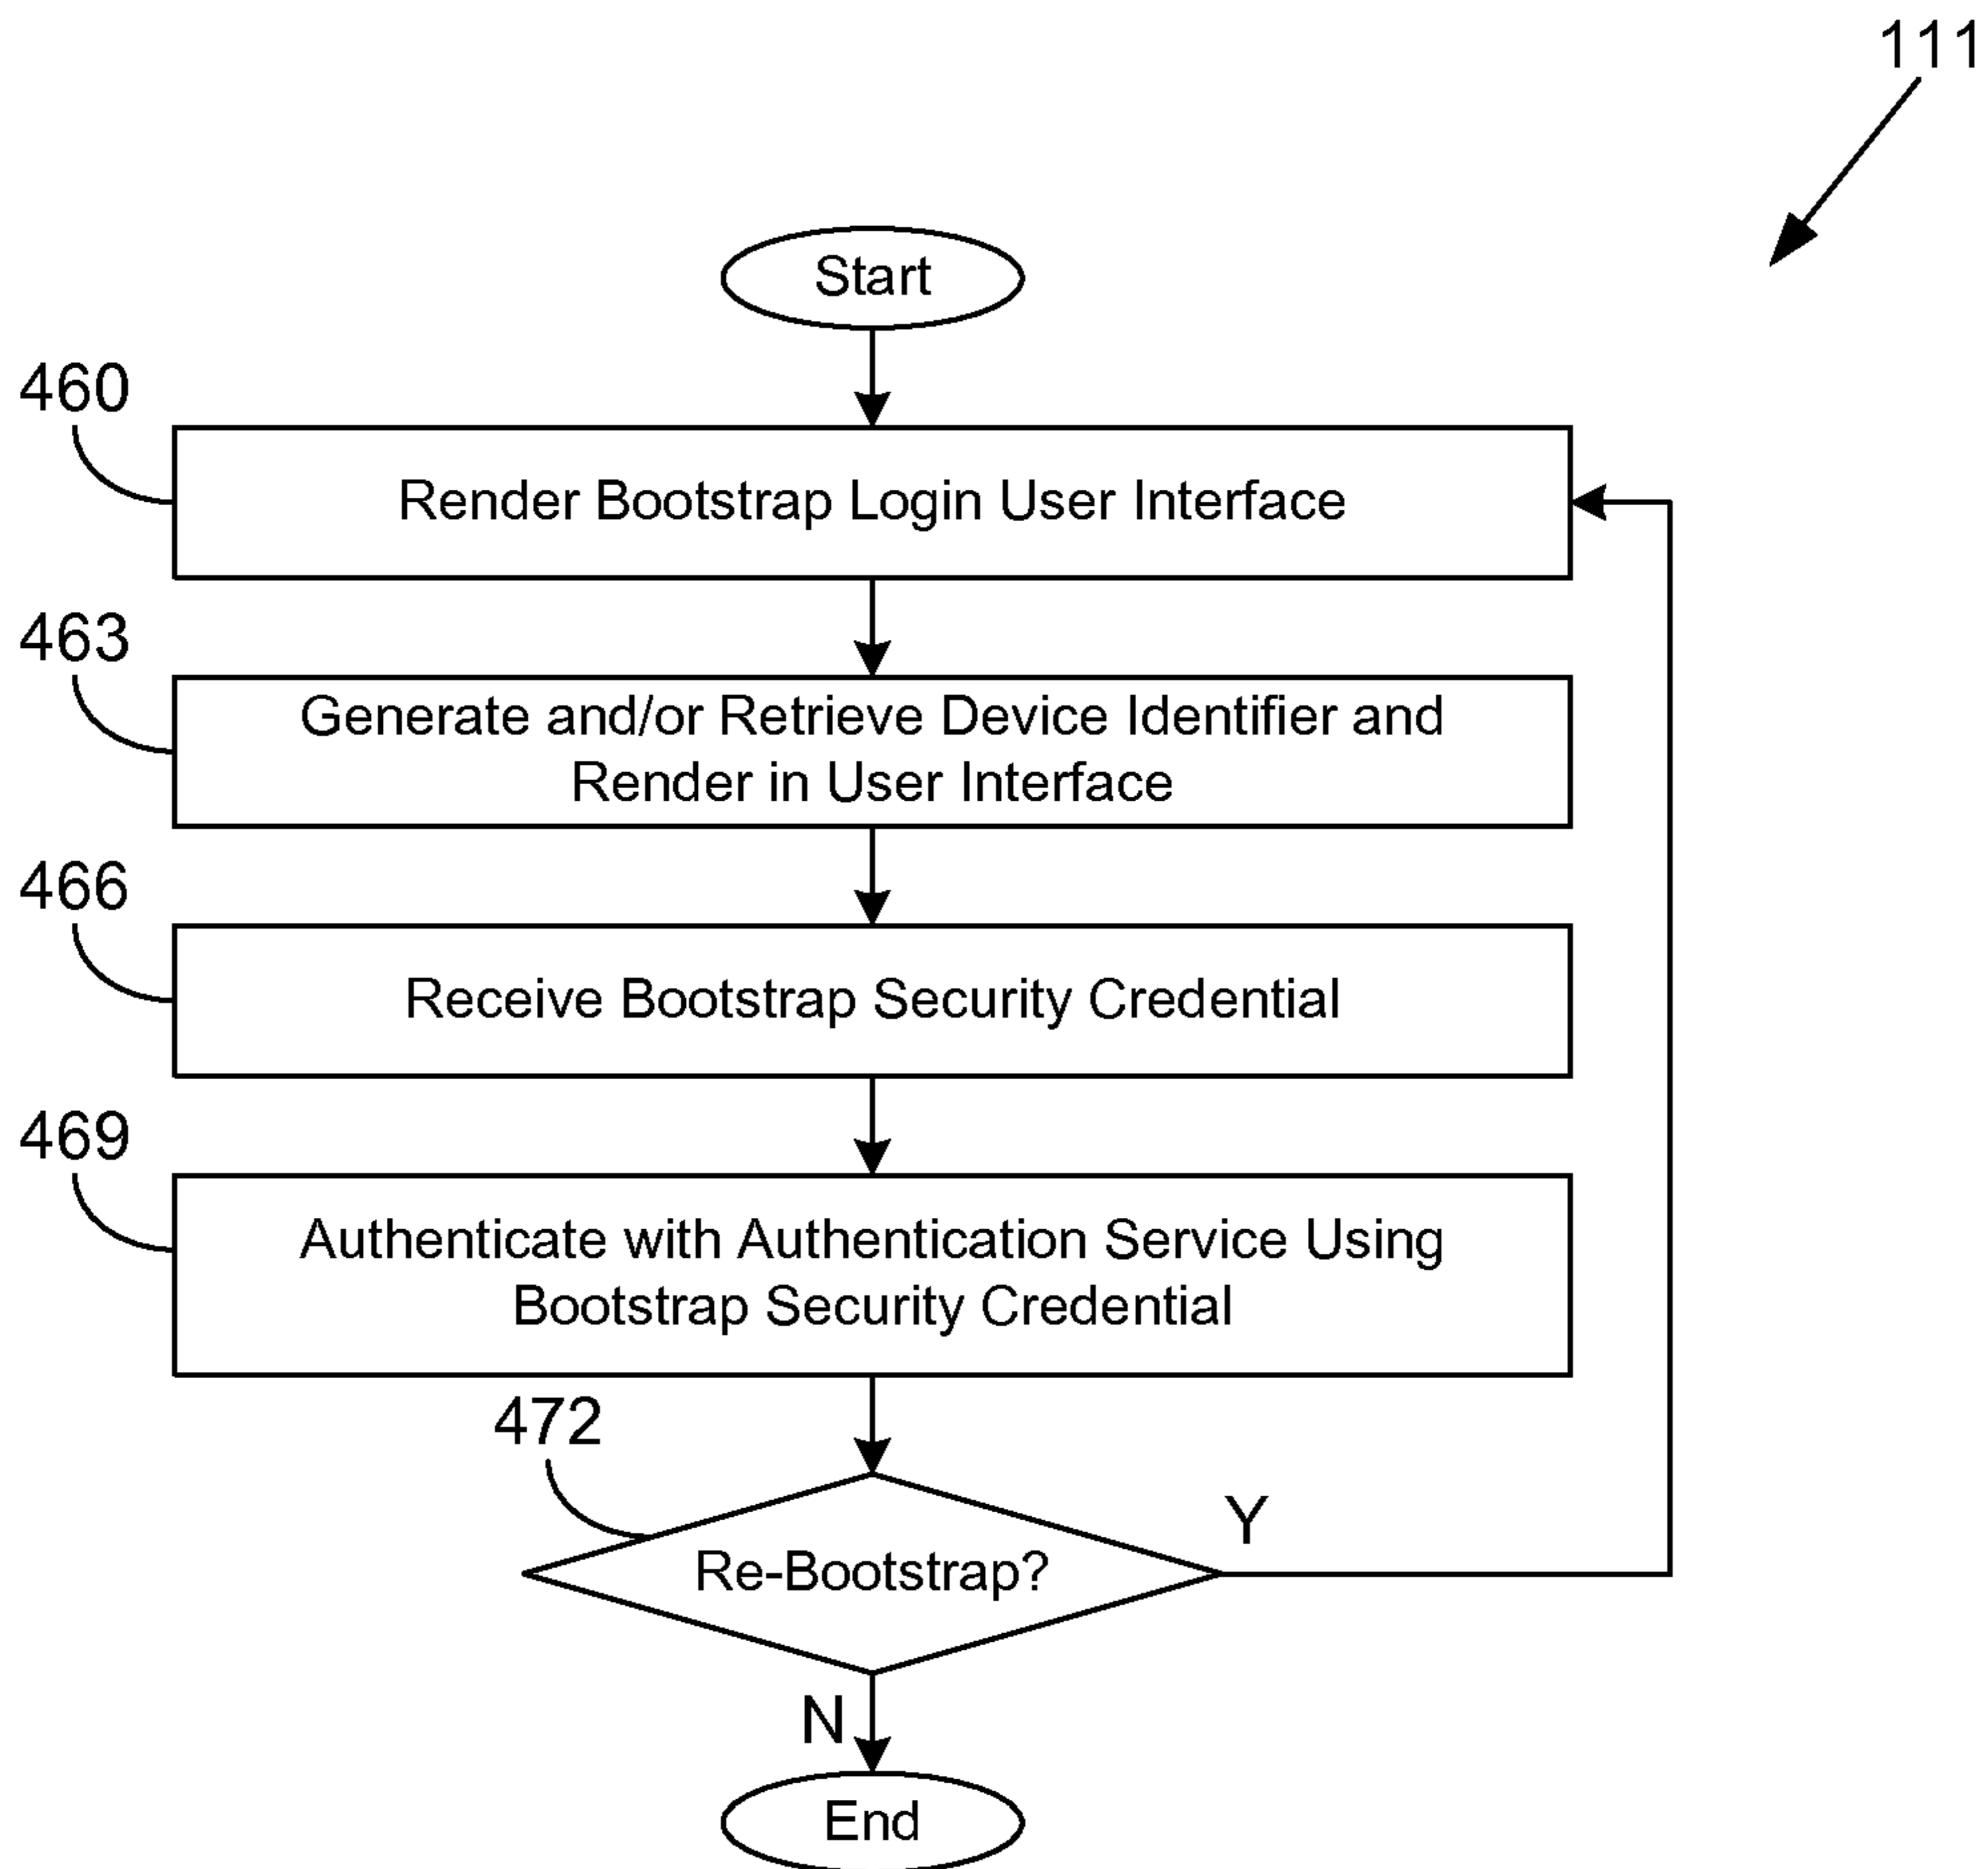 111
Start
460
Render Bootstrap Login User Interface
463
Generate and/or Retrieve Device Identifier and
Render in User Interface
466
Receive Bootstrap Security Credential
469
Authenticate with Authentication Service Using
Bootstrap Security Credential
472
Y
Re-Bootstrap?
N
End